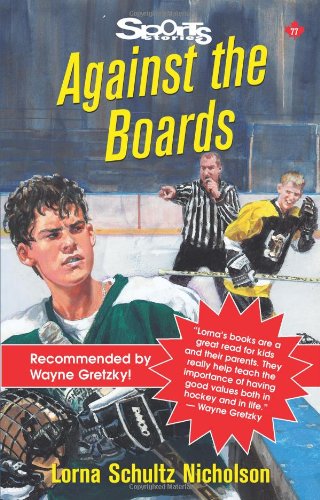 SPORTS
Stories
77
Against the
Boards
Recommended by
Wayne Gretzky!
"Lorna's books are a
great read for kids
and their parents. They
really help teach the
importance of having
good values both in
hockey and in life."
— Wayne Gretzky
Lorna Schultz Nicholson